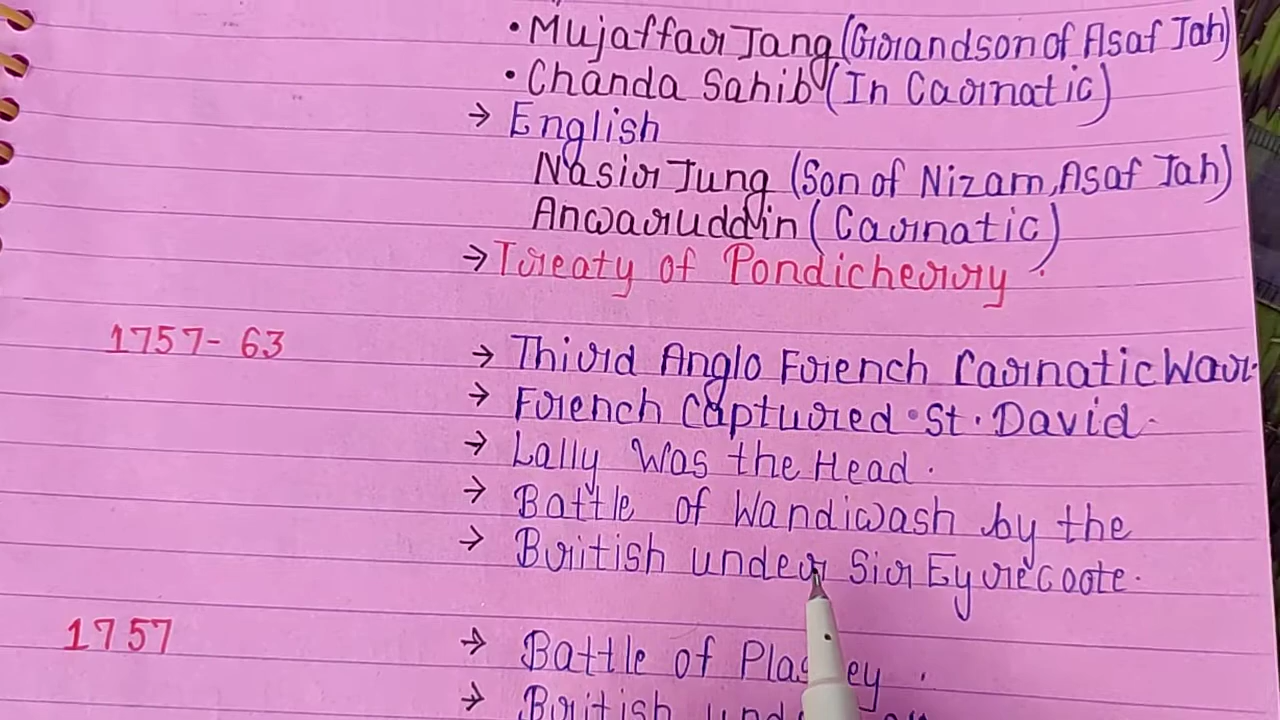 • Mujaffar Jang (Grandson of Asaf Jah)
• Chanda Sahib (In Carnatic)
→ English
Nasir Jung (Son of Nizam, Asaf Jah)
Anwaruddin (Carnatic)
→ Treaty of Pondicherry.
1757-63 → Third Anglo French Carnatic War.
→ French Captured St. David
→ Lally Was the Head.
→ Battle of Wandiwash by the
→ British under Sir Eyrecoote.
1757 → Battle of Plassey.
→ British